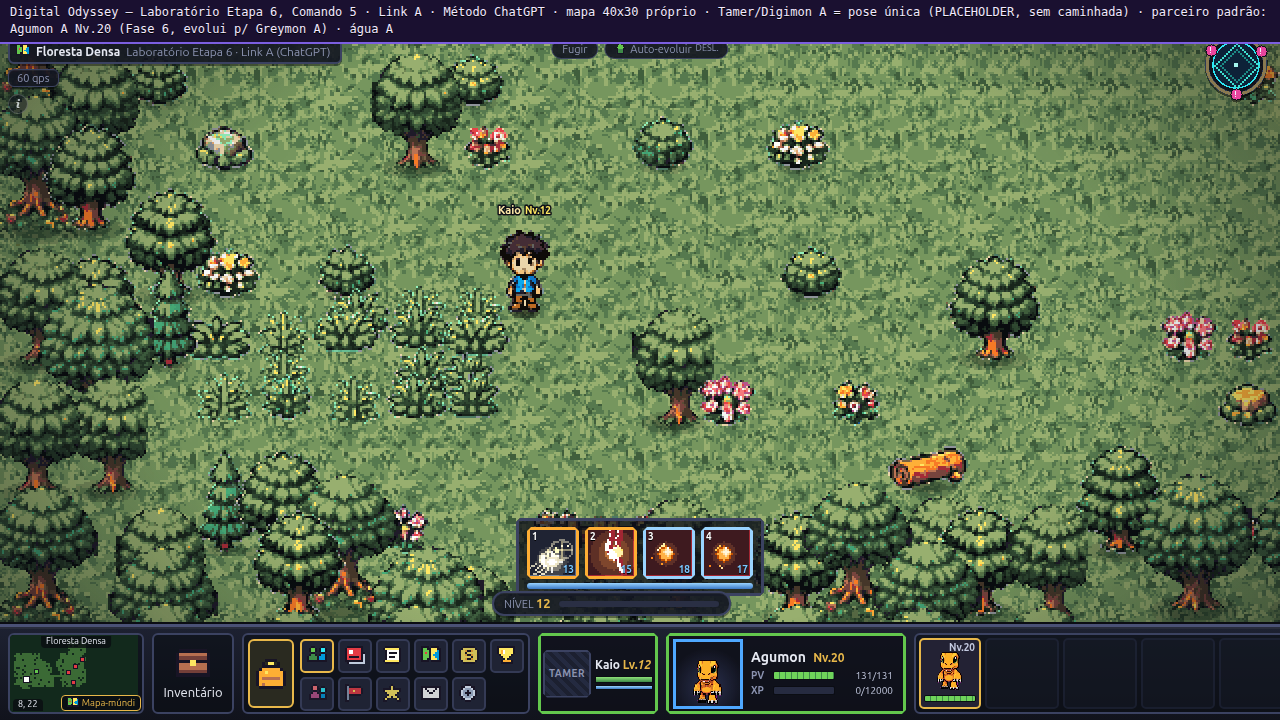 Digital Odyssey — Laboratório Etapa 6, Comando 5 · Link A · Método ChatGPT · mapa 40x30 próprio · Tamer/Digimon A = pose única (PLACEHOLDER, sem caminhada) · parceiro padrão:
Agumon A Nv.20 (Fase 6, evolui p/ Greymon A) · água A
Floresta Densa Laboratório Etapa 6 · Link A (ChatGPT)
Fugir
Auto-evoluir DESL.
60 qps
i
Kaio Nv.12
1 2 3 4
13 15 18 17
NÍVEL 12
Floresta Densa
8, 22
Mapa-múndi
Inventário
TAMER
Kaio Lv.12
Agumon Nv.20
PV 131/131
XP 0/12000
Nv.20